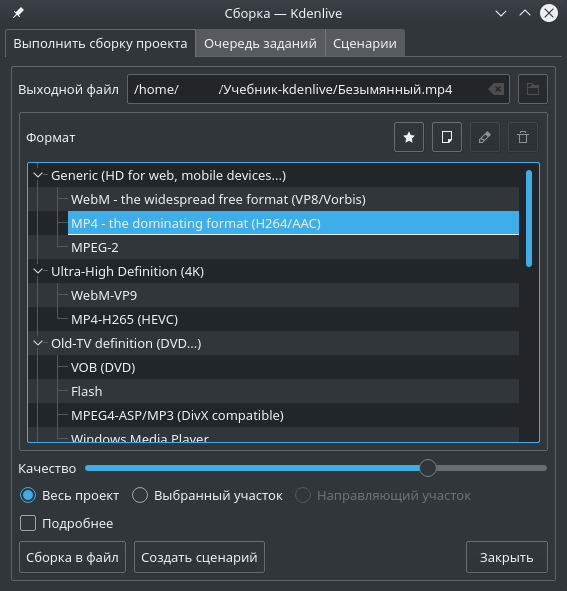 Сборка — Kdenlive
Выполнить сборку проекта Очередь заданий Сценарии
Выходной файл /home/ /Учебник-kdenlive/Безымянный.mp4
Формат
Generic (HD for web, mobile devices...)
WebM - the widespread free format (VP8/Vorbis)
MP4 - the dominating format (H264/AAC)
MPEG-2
Ultra-High Definition (4K)
WebM-VP9
MP4-H265 (HEVC)
Old-TV definition (DVD...)
VOB (DVD)
Flash
MPEG4-ASP/MP3 (DivX compatible)
Windows Media Player
Качество
Весь проект Выбранный участок Направляющий участок
Подробнее
Сборка в файл Создать сценарий Закрыть